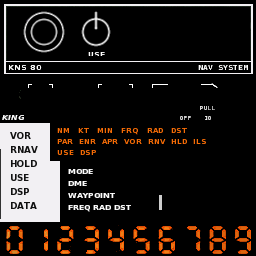 USE
KNS 80 NAV SYSTEM
PULL
KING OFF ID
NM KT MIN FRQ RAD DST
PAR ENR APR VOR RNV HLD ILS
USE DSP
VOR
RNAV
HOLD
USE
DSP
DATA
MODE
DME
WAYPOINT
FREQ RAD DST
0123456789